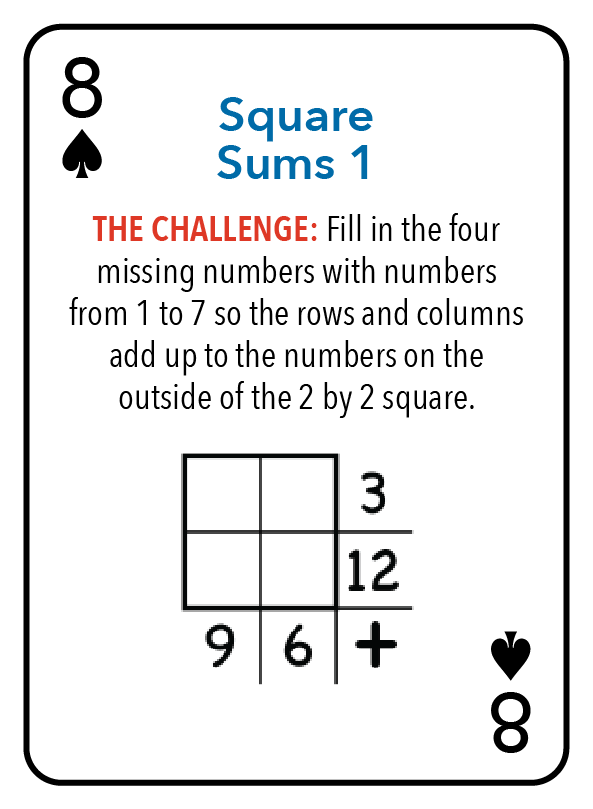 8
Square
Sums 1
THE CHALLENGE: Fill in the four
missing numbers with numbers
from 1 to 7 so the rows and columns
add up to the numbers on the
outside of the 2 by 2 square.
3
12
9 6 +
8